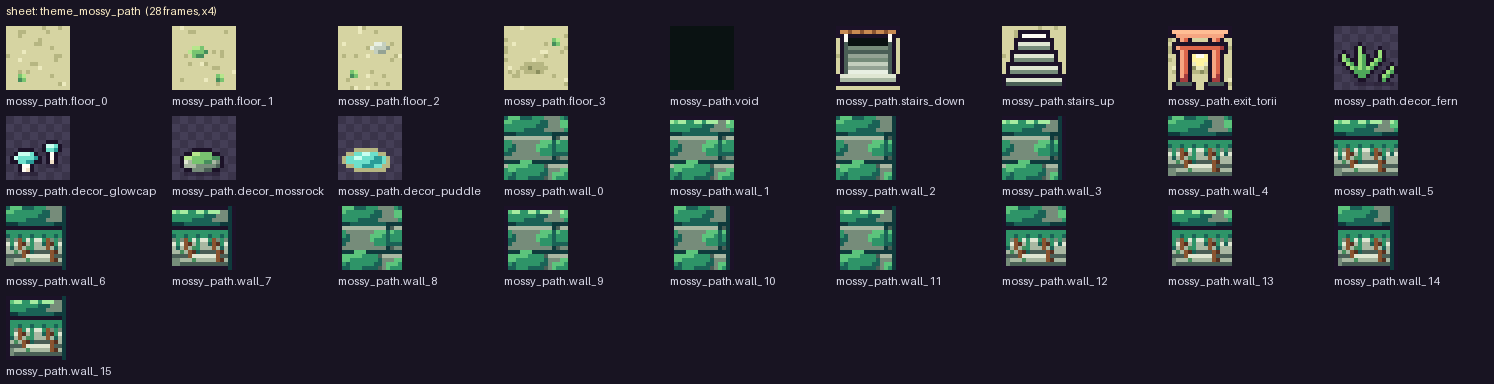 sheet: theme_mossy_path (28frames,x4)
mossy_path.floor_0 mossy_path.floor_1 mossy_path.floor_2 mossy_path.floor_3 mossy_path.void mossy_path.stairs_down mossy_path.stairs_up mossy_path.exit_torii mossy_path.decor_fern
mossy_path.decor_glowcap mossy_path.decor_mossrock mossy_path.decor_puddle mossy_path.wall_0 mossy_path.wall_1 mossy_path.wall_2 mossy_path.wall_3 mossy_path.wall_4 mossy_path.wall_5
mossy_path.wall_6 mossy_path.wall_7 mossy_path.wall_8 mossy_path.wall_9 mossy_path.wall_10 mossy_path.wall_11 mossy_path.wall_12 mossy_path.wall_13 mossy_path.wall_14
mossy_path.wall_15